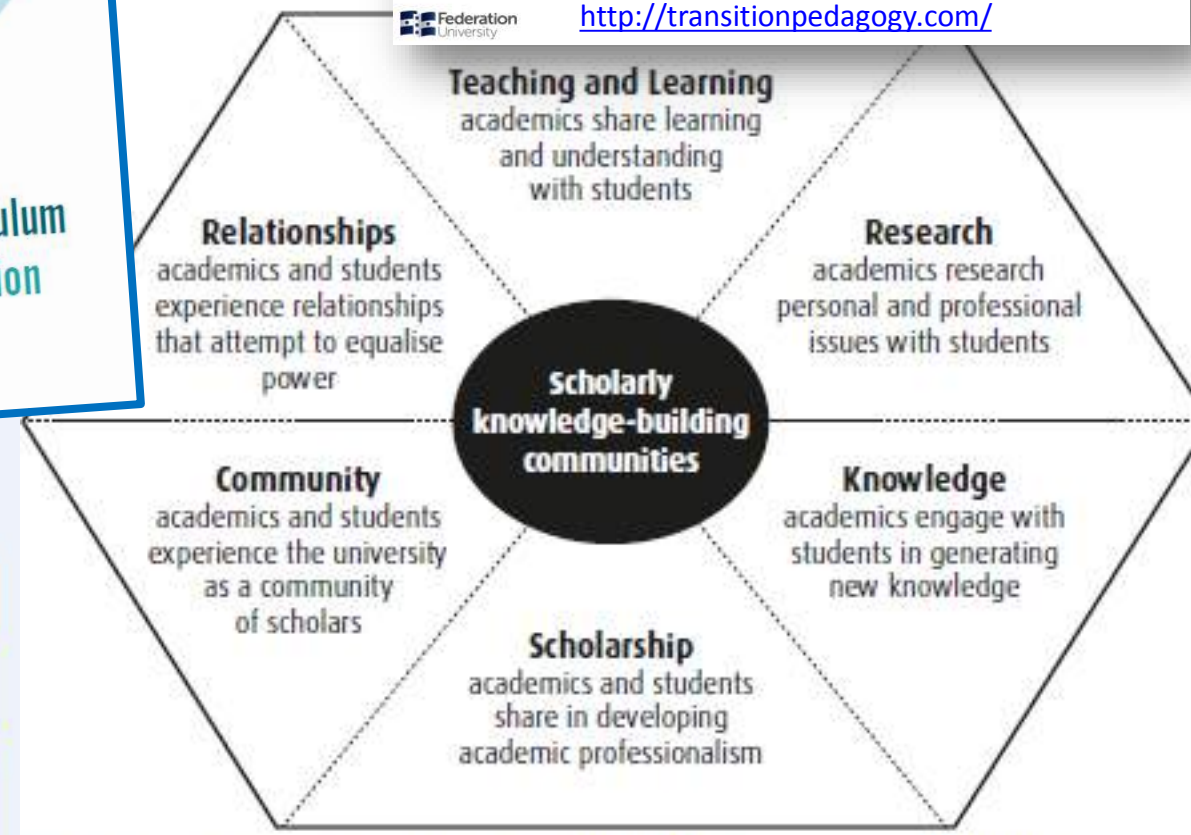 Federation
University
http://transitionpedagogy.com/
Teaching and Learning
academics share learning
and understanding
with students
Relationships
academics and students
experience relationships
that attempt to equalise
power
Research
academics research
personal and professional
issues with students
Scholarly
knowledge-building
communities
Community
academics and students
experience the university
as a community
of scholars
Knowledge
academics engage with
students in generating
new knowledge
Scholarship
academics and students
share in developing
academic professionalism